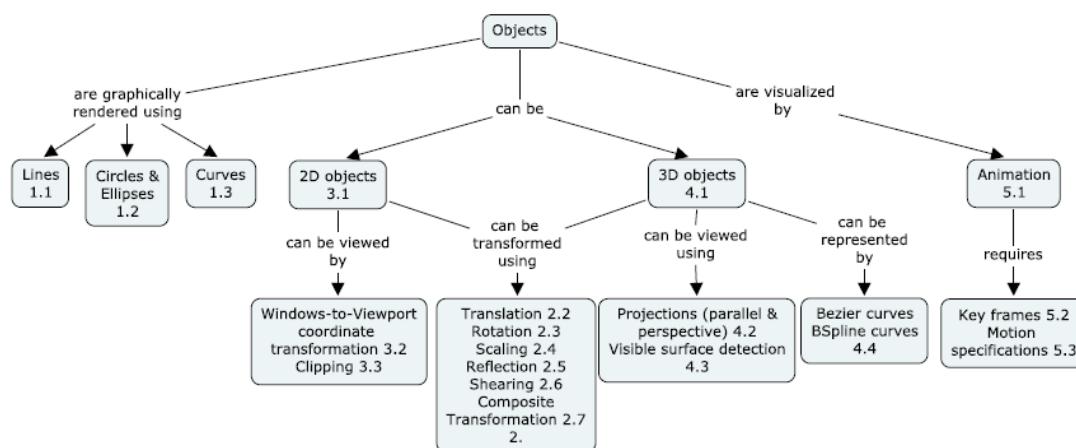 Objects
are graphically
rendered using
can be
are visualized
by
Lines
1.1
Circles &
Ellipses
1.2
Curves
1.3
2D objects
3.1
3D objects
4.1
Animation
5.1
can be viewed
by
can be
transformed
using
can be viewed
using
can be
represented
by
requires
Windows-to-Viewport
coordinate
transformation 3.2
Clipping 3.3
Translation 2.2
Rotation 2.3
Scaling 2.4
Reflection 2.5
Shearing 2.6
Composite
Transformation 2.7
2.
Projections (parallel &
perspective) 4.2
Visible surface detection
4.3
Bezier curves
BSpline curves
4.4
Key frames 5.2
Motion
specifications 5.3